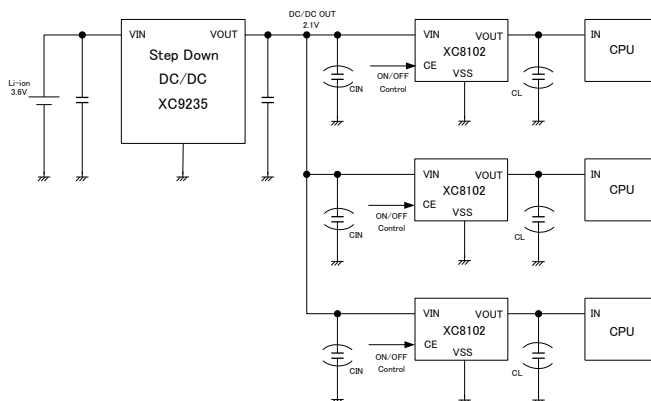 DC/DC OUT
2.1V
VIN VOUT
Step Down
DC/DC
XC9235
Li-ion
3.6V
VIN VOUT
XC8102
CE
VSS
ON/OFF
Control
CIN
CL
IN
CPU
VIN VOUT
XC8102
CE
VSS
ON/OFF
Control
CIN
CL
IN
CPU
VIN VOUT
XC8102
CE
VSS
ON/OFF
Control
CIN
CL
IN
CPU